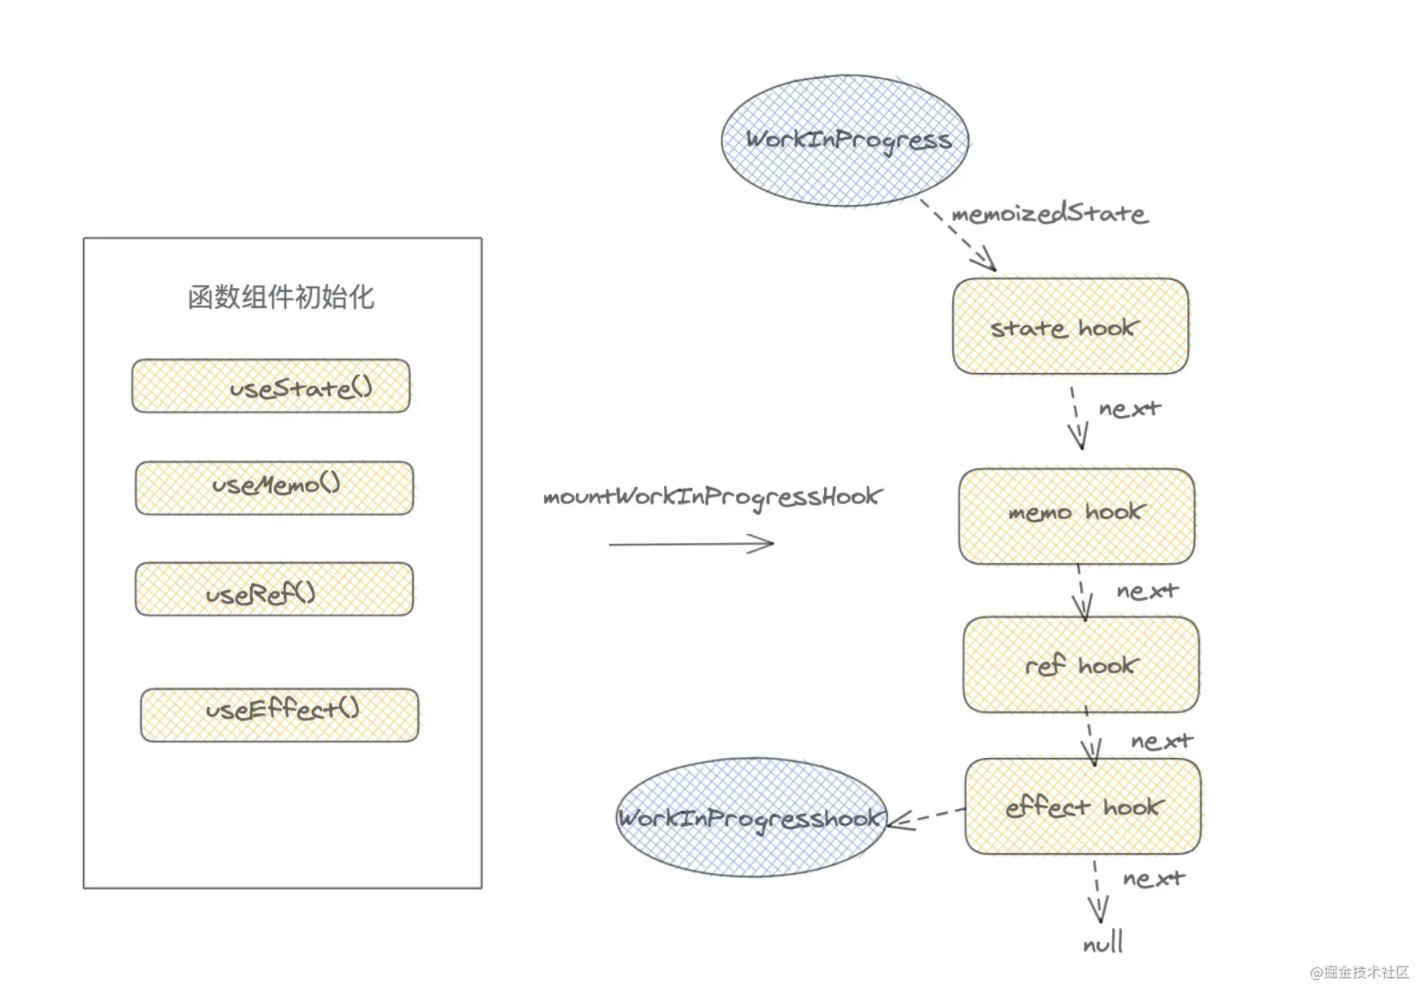 函数组件初始化
useState()
useMemo()
useRef()
useEffect()
mountWorkInProgressHook
WorkInProgress
memoizedState
state hook
next
memo hook
next
ref hook
next
effect hook
WorkInProgresshook
next
null
@掘金技术社区